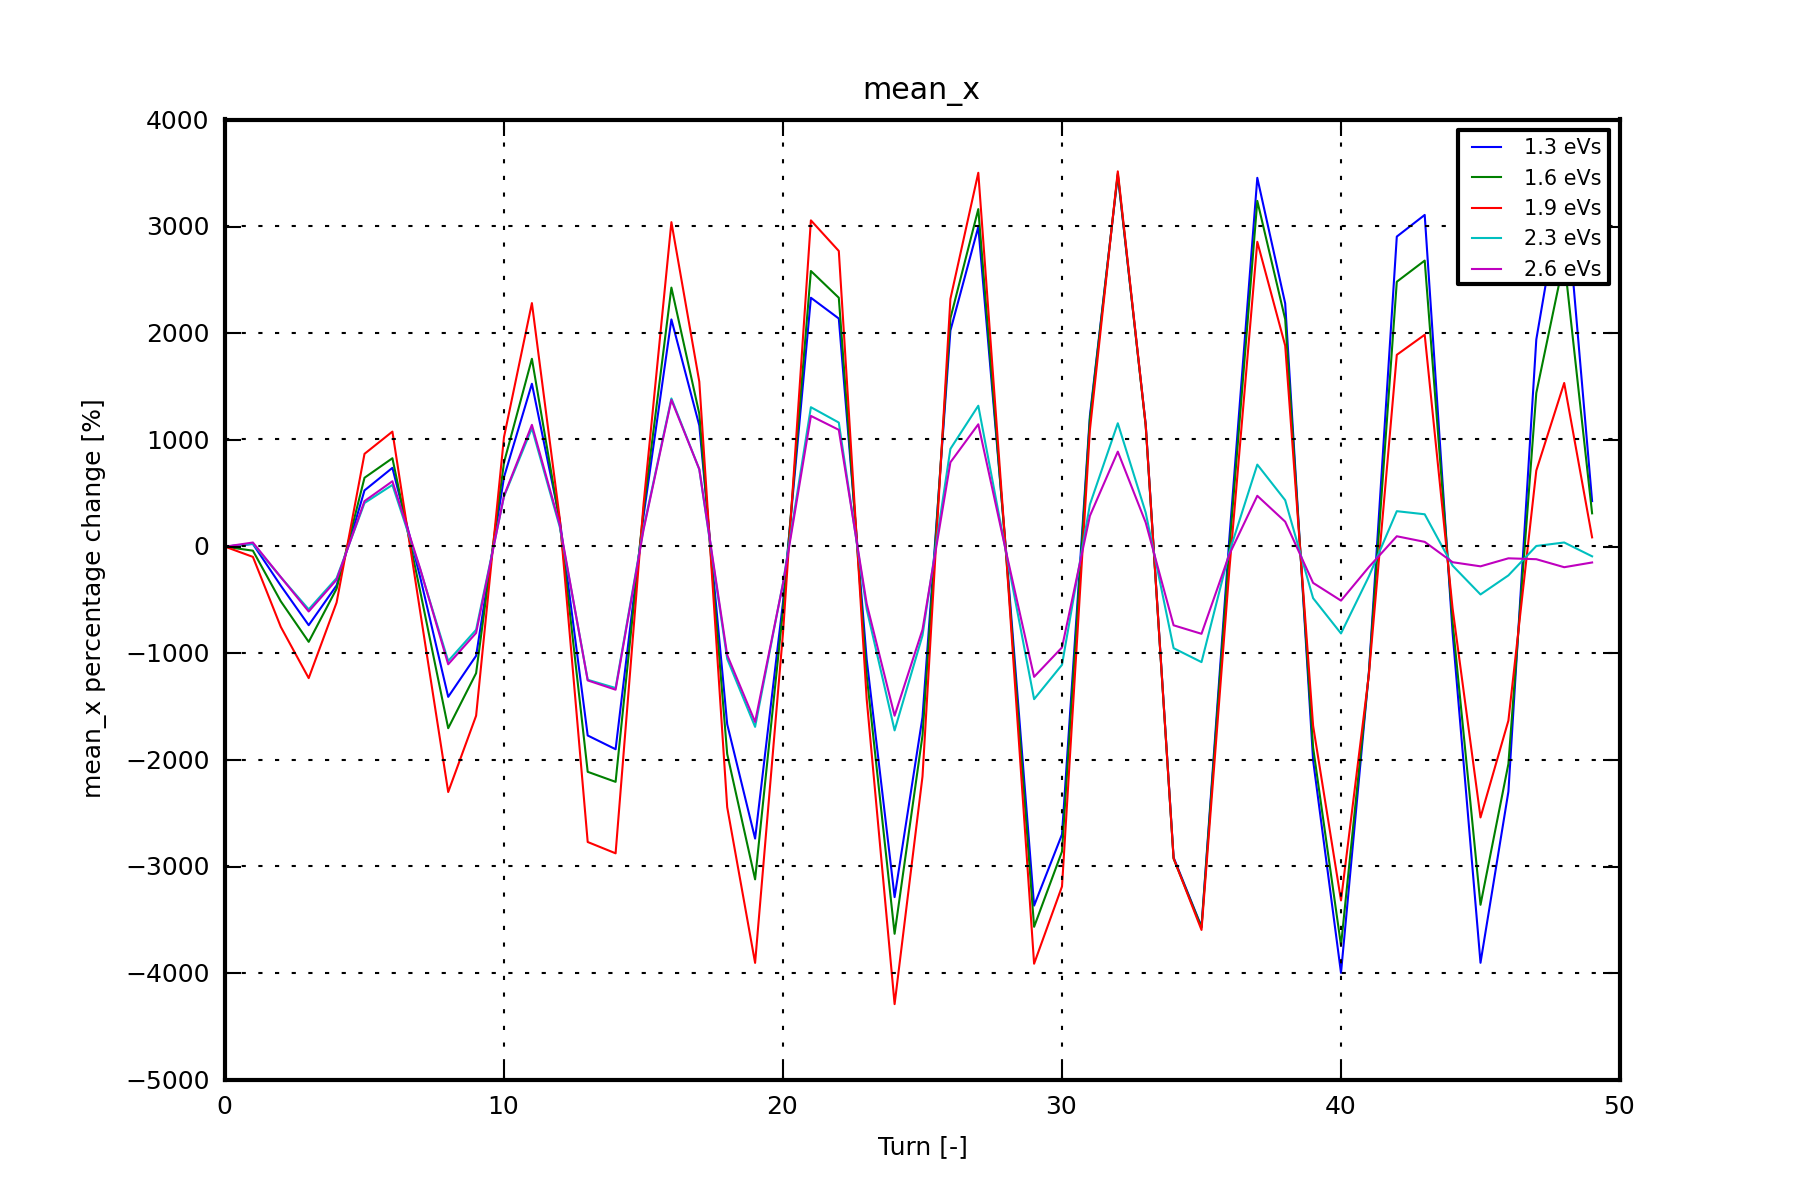 mean_x
4000
3000
2000
1000
0
−1000
−2000
−3000
−4000
−5000
mean_x percentage change [%]
1.3 eVs
1.6 eVs
1.9 eVs
2.3 eVs
2.6 eVs
0 10 20 30 40 50
Turn [-]